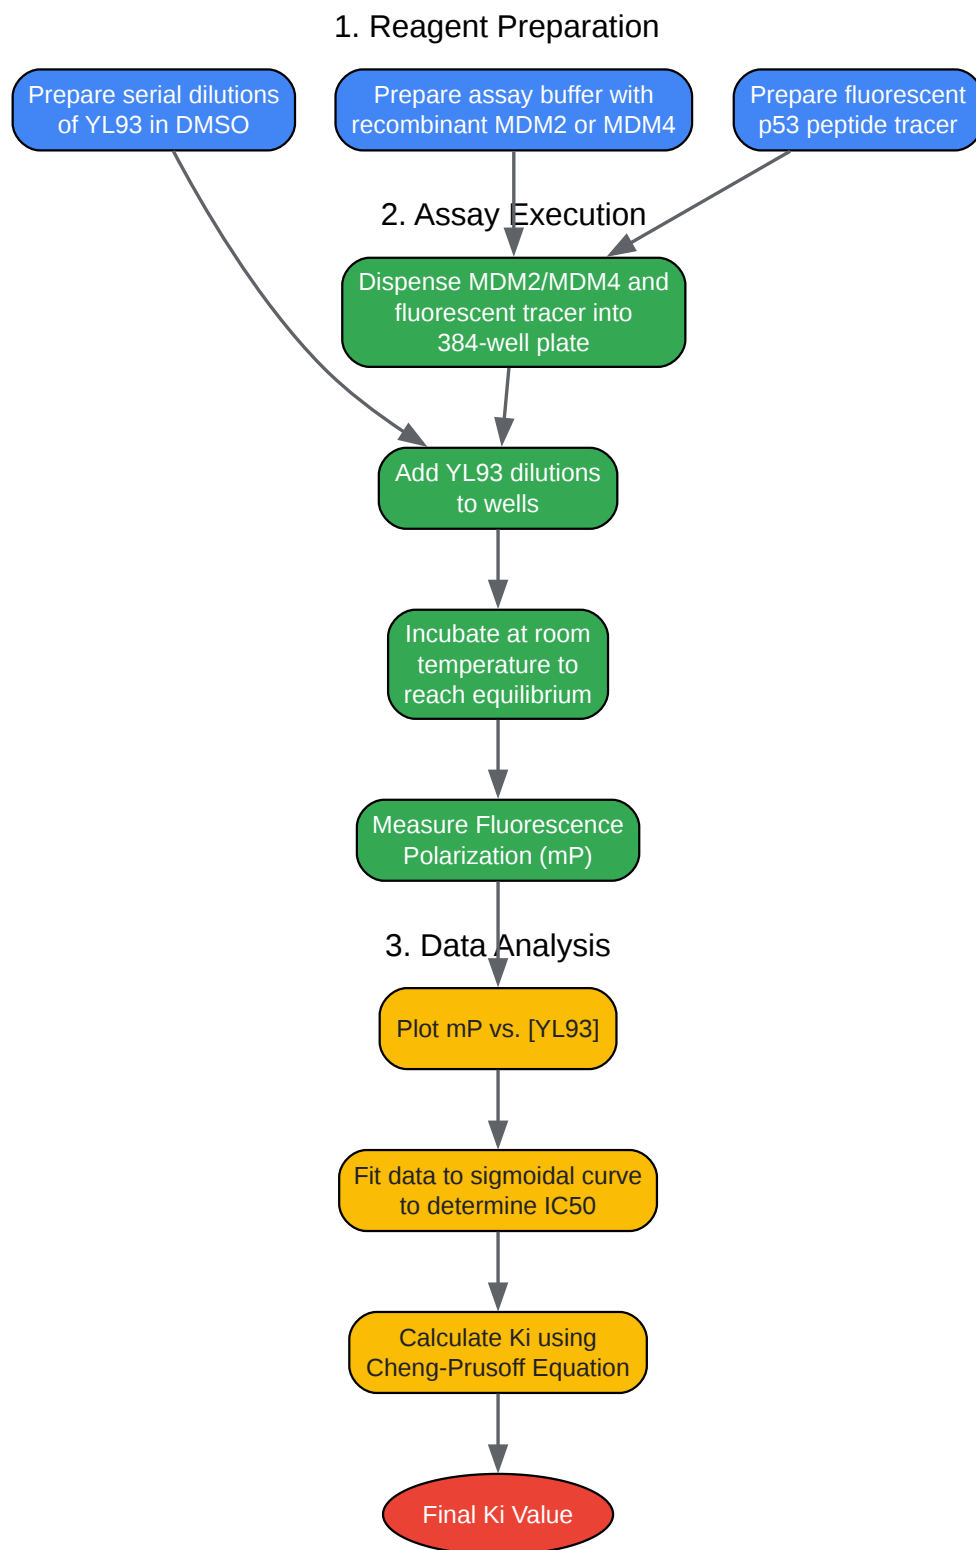 1. Reagent Preparation
Prepare serial dilutions
of YL93 in DMSO
Prepare assay buffer with
recombinant MDM2 or MDM4
Prepare fluorescent
p53 peptide tracer
2. Assay Execution
Dispense MDM2/MDM4 and
fluorescent tracer into
384-well plate
Add YL93 dilutions
to wells
Incubate at room
temperature to
reach equilibrium
Measure Fluorescence
Polarization (mP)
3. Data Analysis
Plot mP vs. [YL93]
Fit data to sigmoidal curve
to determine IC50
Calculate Ki using
Cheng-Prusoff Equation
Final Ki Value